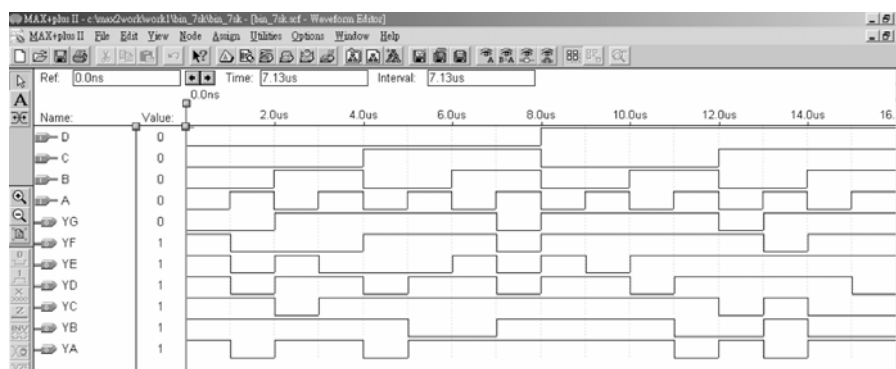 MAX+plus II - c:\max2work\work1\bin_7sk\bin_7sk - [bin_7sk.scf - Waveform Editor]
MAX+plus II File Edit View Node Assign Utilities Options Window Help
Ref: 0.0ns Time: 7.13us Interval: 7.13us
0.0ns
Name: Value: 2.0us 4.0us 6.0us 8.0us 10.0us 12.0us 14.0us 16.
D 0
C 0
B 0
A 0
YG 0
YF 1
YE 1
YD 1
YC 1
YB 1
YA 1